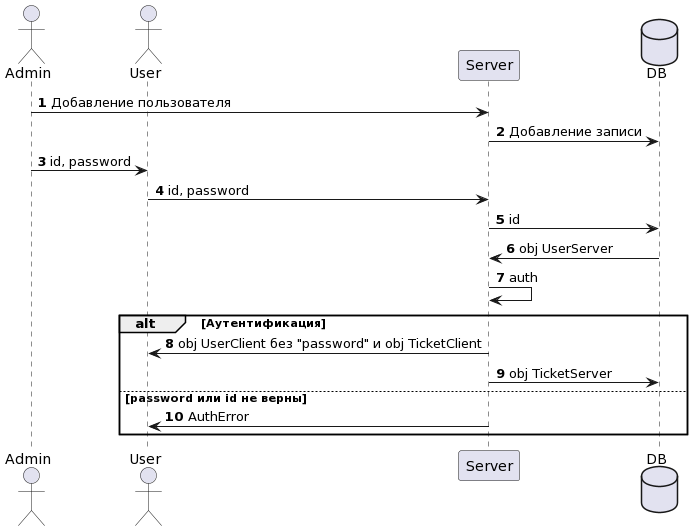 Admin
User
Server
DB
1 Добавление пользователя
2 Добавление записи
3 id, password
4 id, password
5 id
6 obj UserServer
7 auth
alt [Аутентификация]
8 obj UserClient без "password" и obj TicketClient
9 obj TicketServer
[password или id не верны]
10 AuthError
Admin
User
Server
DB